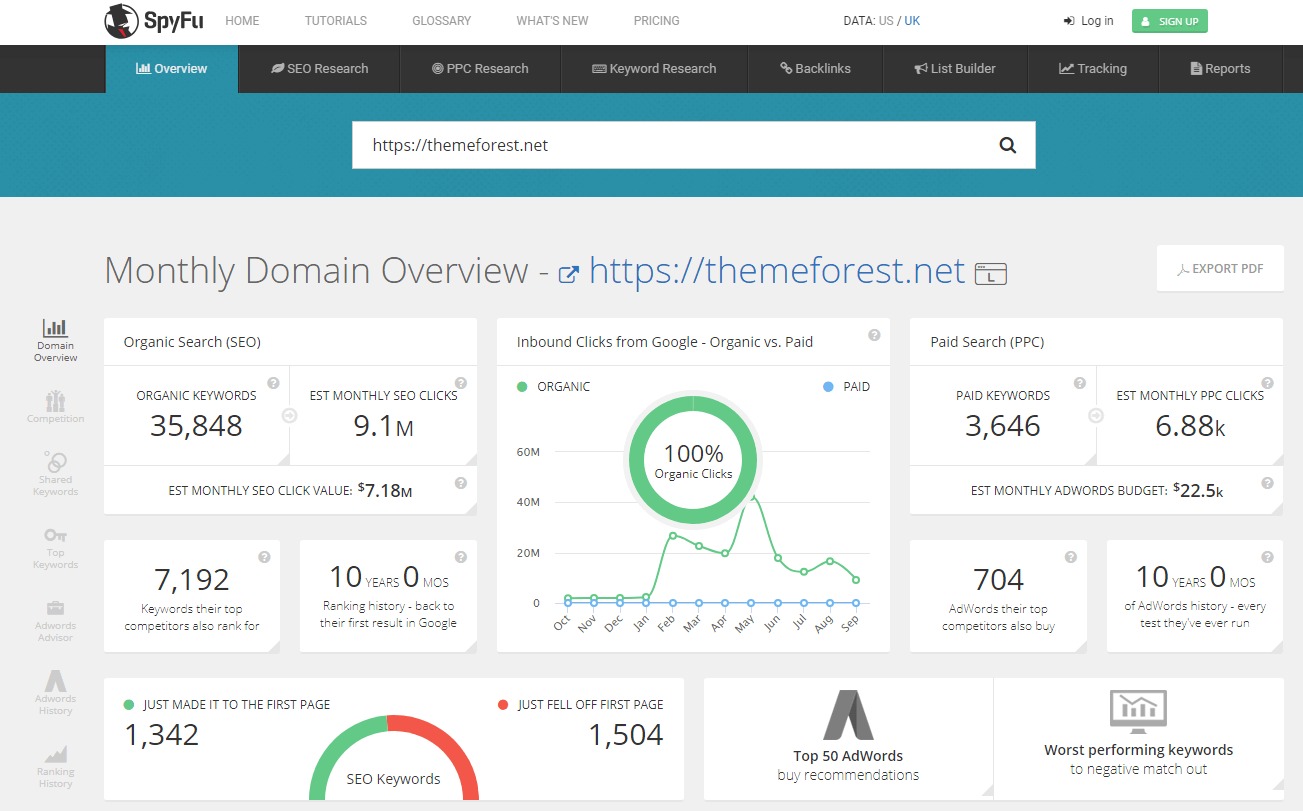 SpyFu HOME TUTORIALS GLOSSARY WHAT'S NEW PRICING DATA: US / UK Log in SIGN UP
Overview SEO Research PPC Research Keyword Research Backlinks List Builder Tracking Reports
https://themeforest.net
Monthly Domain Overview - https://themeforest.net L
EXPORT PDF
Domain
Overview
Competition
Shared
Keywords
Top
Keywords
Adwords
Advisor
Adwords
History
Ranking
History
Organic Search (SEO)
?
ORGANIC KEYWORDS
35,848
?
EST MONTHLY SEO CLICKS
9.1M
EST MONTHLY SEO CLICK VALUE: $7.18M ?
?
7,192
Keywords their top
competitors also rank for
?
10 YEARS 0 MOS
Ranking history - back to
their first result in Google
Inbound Clicks from Google - Organic vs. Paid ?
ORGANIC PAID
100%
Organic Clicks
60M
40M
20M
0
Oct Nov Dec Jan Feb Mar Apr May Jun Jul Aug Sep
Paid Search (PPC)
?
PAID KEYWORDS
3,646
?
EST MONTHLY PPC CLICKS
6.88k
EST MONTHLY ADWORDS BUDGET: $22.5k ?
?
704
AdWords their top
competitors also buy
?
10 YEARS 0 MOS
of AdWords history - every
test they've ever run
JUST MADE IT TO THE FIRST PAGE
1,342
JUST FELL OFF FIRST PAGE
1,504
SEO Keywords
Top 50 AdWords
buy recommendations
Worst performing keywords
to negative match out